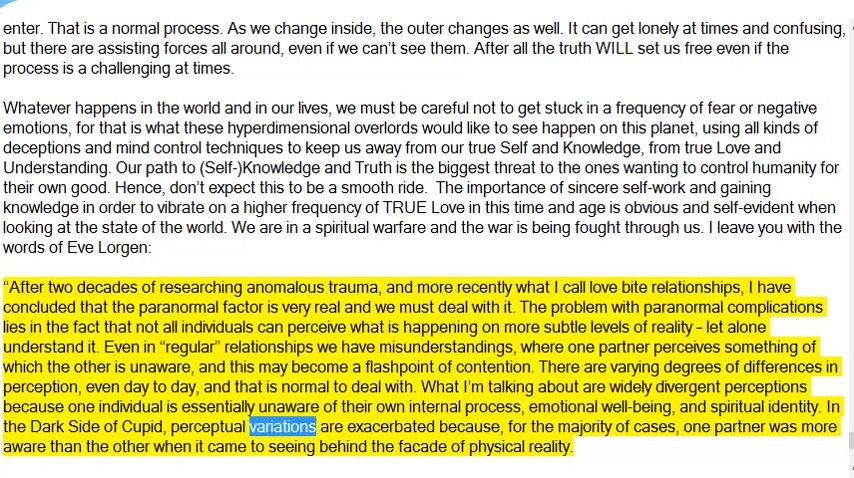 enter. That is a normal process. As we change inside, the outer changes as well. It can get lonely at times and confusing,
but there are assisting forces all around, even if we can't see them. After all the truth WILL set us free even if the
process is a challenging at times.
Whatever happens in the world and in our lives, we must be careful not to get stuck in a frequency of fear or negative
emotions, for that is what these hyperdimensional overlords would like to see happen on this planet, using all kinds of
deceptions and mind control techniques to keep us away from our true Self and Knowledge, from true Love and
Understanding. Our path to (Self-)Knowledge and Truth is the biggest threat to the ones wanting to control humanity for
their own good. Hence, don't expect this to be a smooth ride.  The importance of sincere self-work and gaining
knowledge in order to vibrate on a higher frequency of TRUE Love in this time and age is obvious and self-evident when
looking at the state of the world. We are in a spiritual warfare and the war is being fought through us. I leave you with the
words of Eve Lorgen:
“After two decades of researching anomalous trauma, and more recently what I call love bite relationships, I have
concluded that the paranormal factor is very real and we must deal with it. The problem with paranormal complications
lies in the fact that not all individuals can perceive what is happening on more subtle levels of reality – let alone
understand it. Even in “regular” relationships we have misunderstandings, where one partner perceives something of
which the other is unaware, and this may become a flashpoint of contention. There are varying degrees of differences in
perception, even day to day, and that is normal to deal with. What I'm talking about are widely divergent perceptions
because one individual is essentially unaware of their own internal process, emotional well-being, and spiritual identity. In
the Dark Side of Cupid, perceptual variations are exacerbated because, for the majority of cases, one partner was more
aware than the other when it came to seeing behind the facade of physical reality.